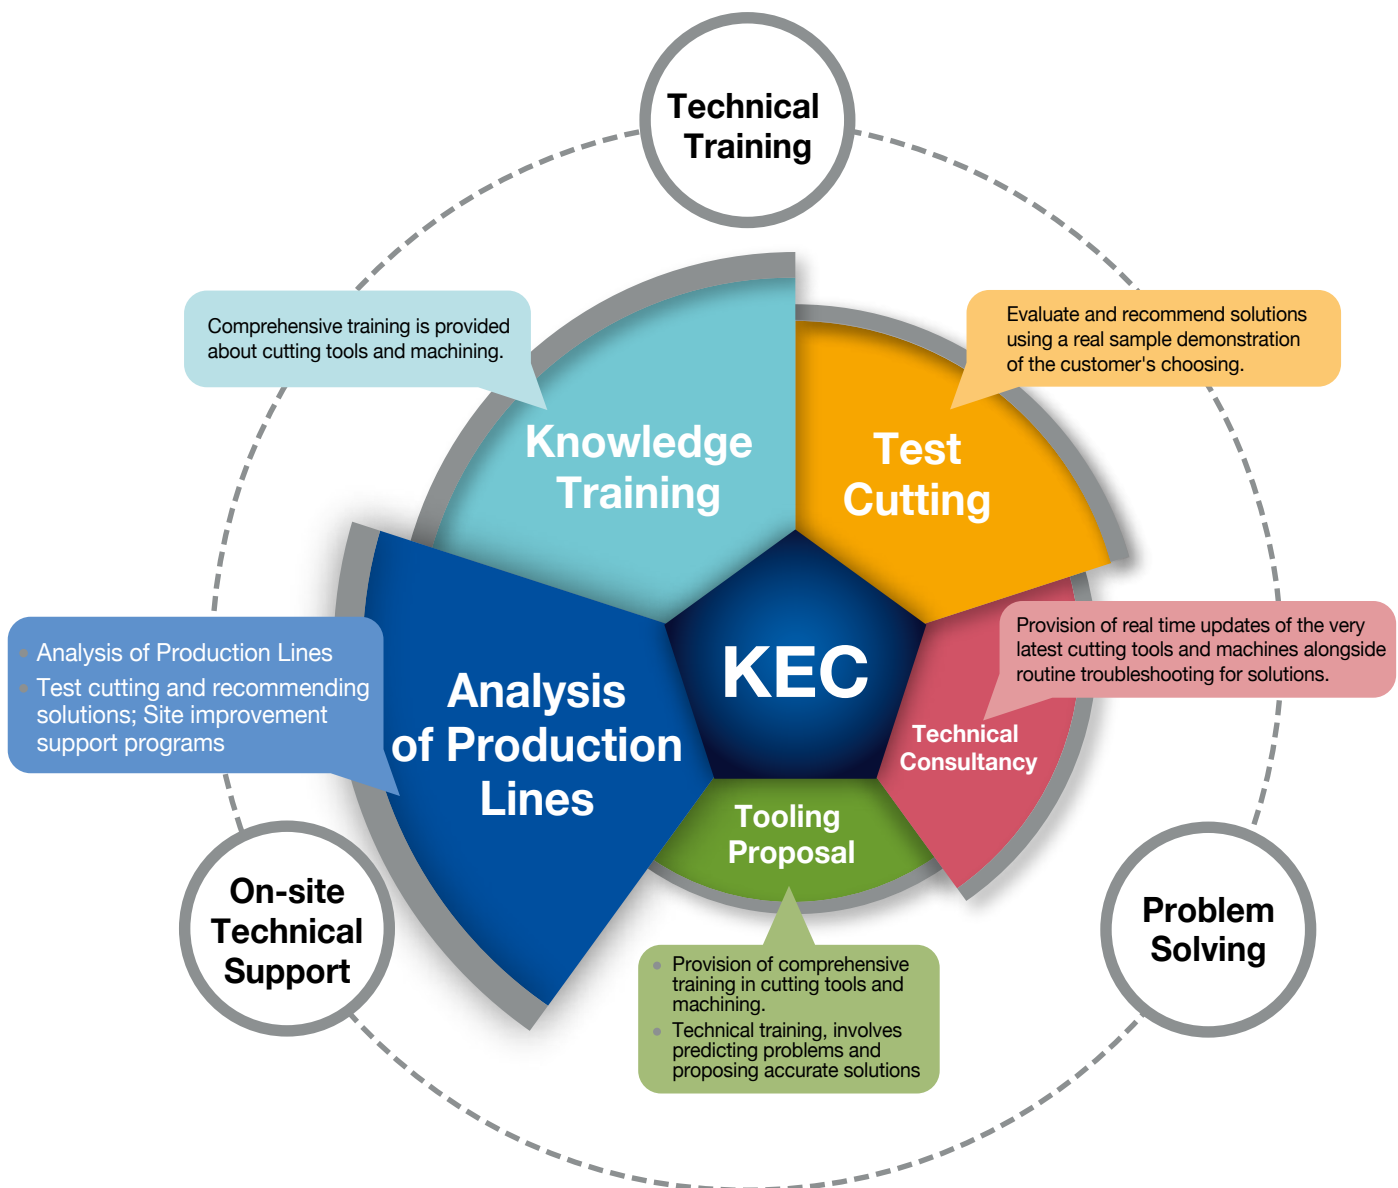 Technical
Training
Comprehensive training is provided
about cutting tools and machining.
Evaluate and recommend solutions
using a real sample demonstration
of the customer's choosing.
Knowledge
Training
Test
Cutting
KEC
Analysis of Production Lines
Test cutting and recommending
solutions; Site improvement
support programs
Analysis
of Production
Lines
Provision of real time updates of the very
latest cutting tools and machines alongside
routine troubleshooting for solutions.
Technical
Consultancy
Tooling
Proposal
On-site
Technical
Support
Problem
Solving
Provision of comprehensive
training in cutting tools and
machining.
Technical training, involves
predicting problems and
proposing accurate solutions